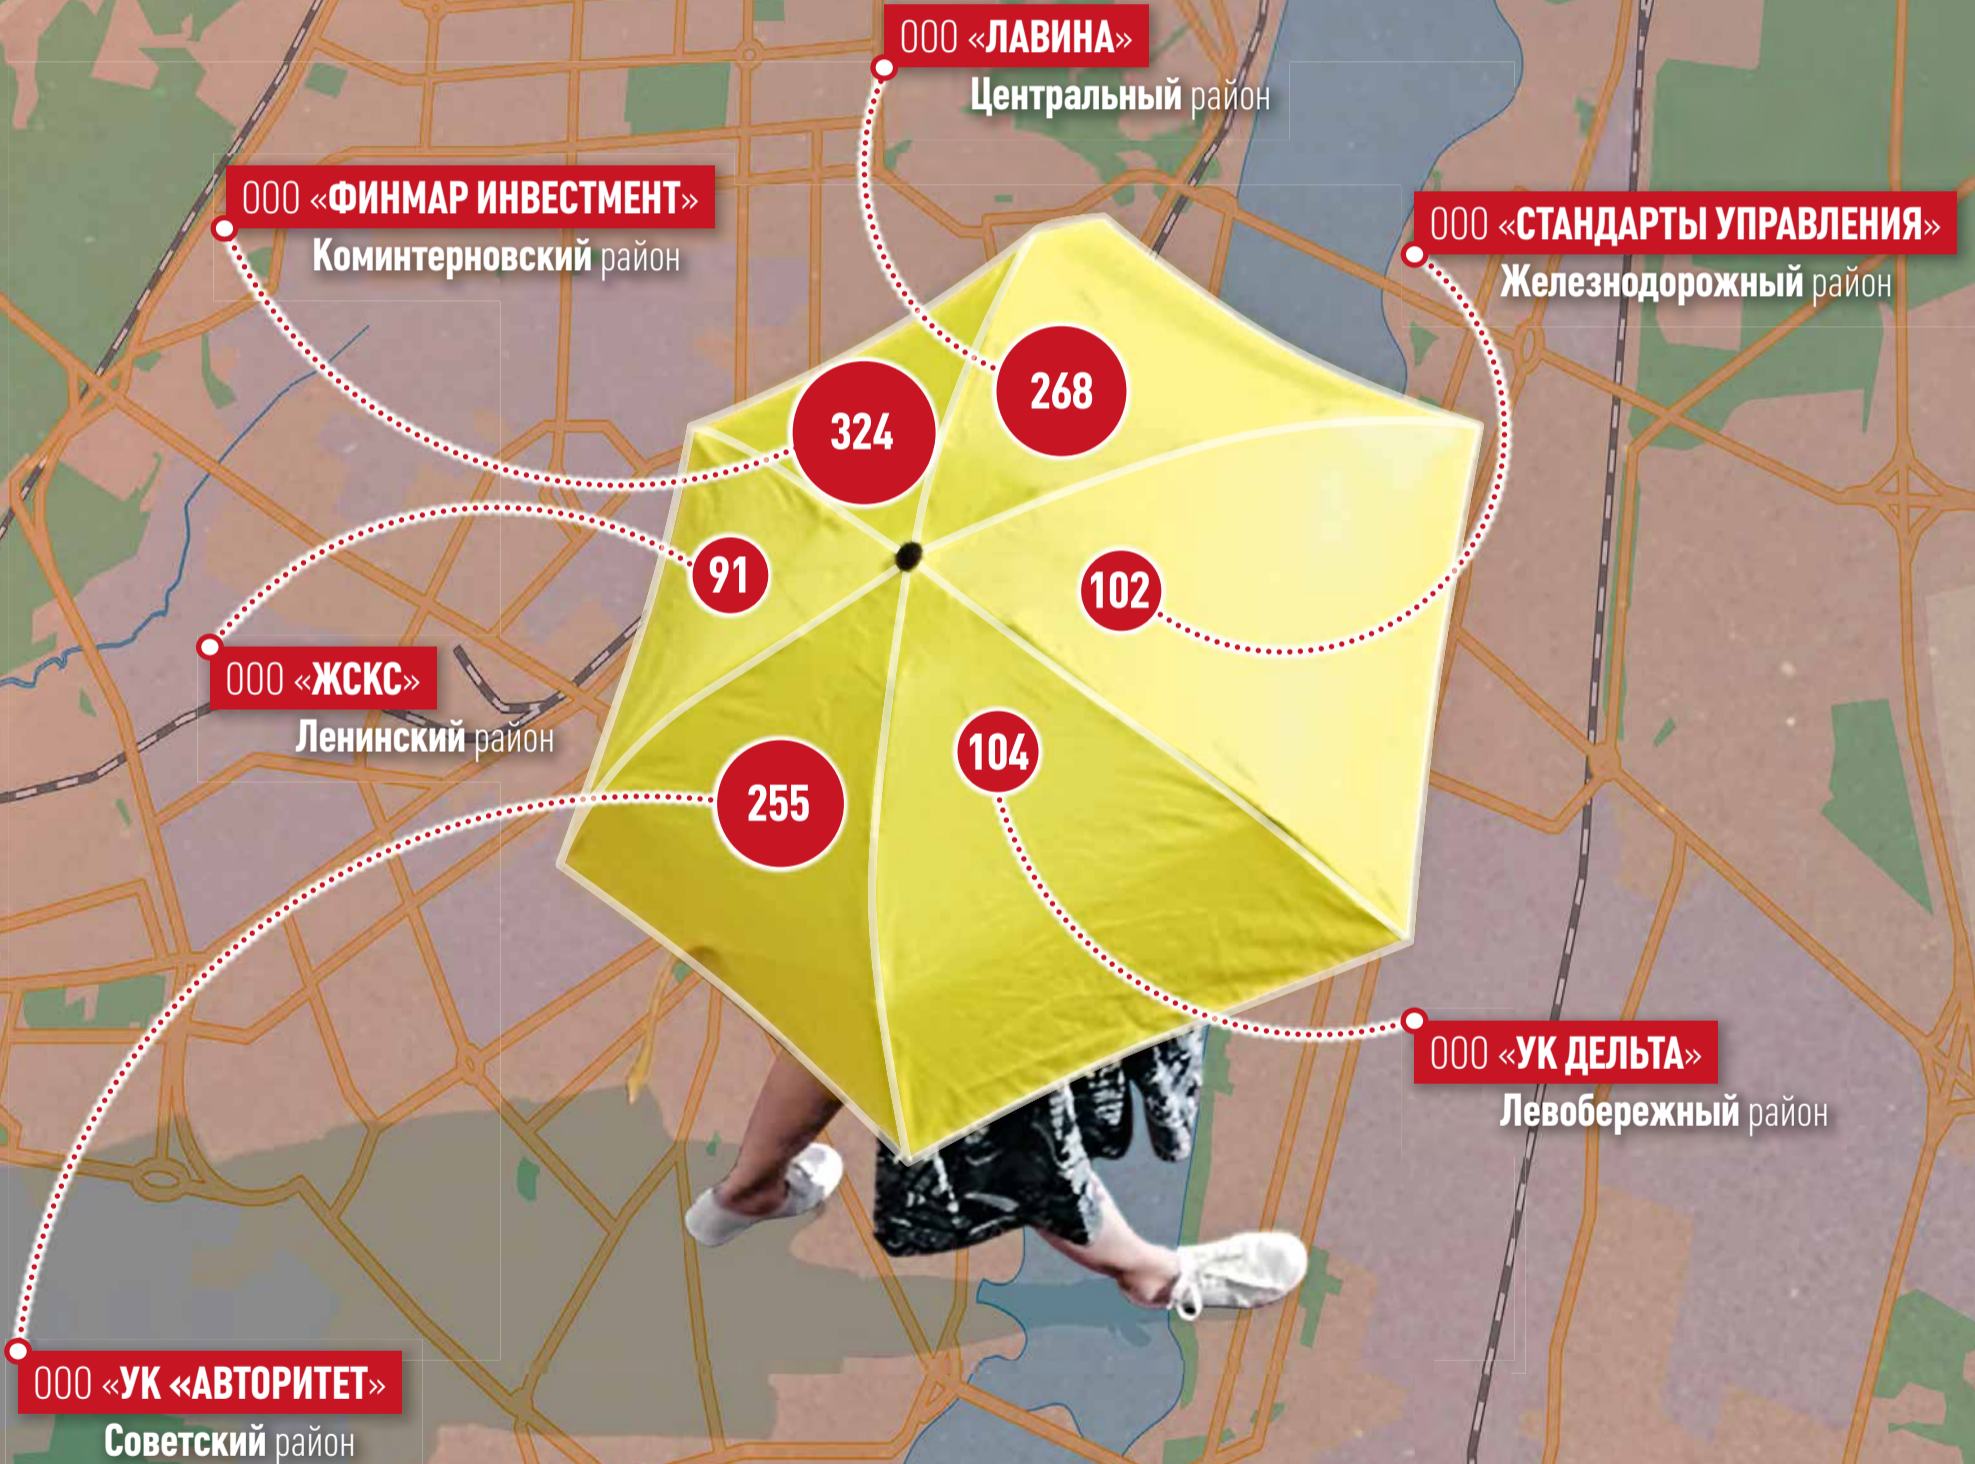 ООО «ЛАВИНА»
Центральный район
ООО «ФИНМАР ИНВЕСТМЕНТ»
Коминтерновский район
ООО «СТАНДАРТЫ УПРАВЛЕНИЯ»
Железнодорожный район
268
324
91
102
ООО «ЖСКС»
Ленинский район
104
255
ООО «УК ДЕЛЬТА»
Левобережный район
ООО «УК «АВТОРИТЕТ»
Советский район